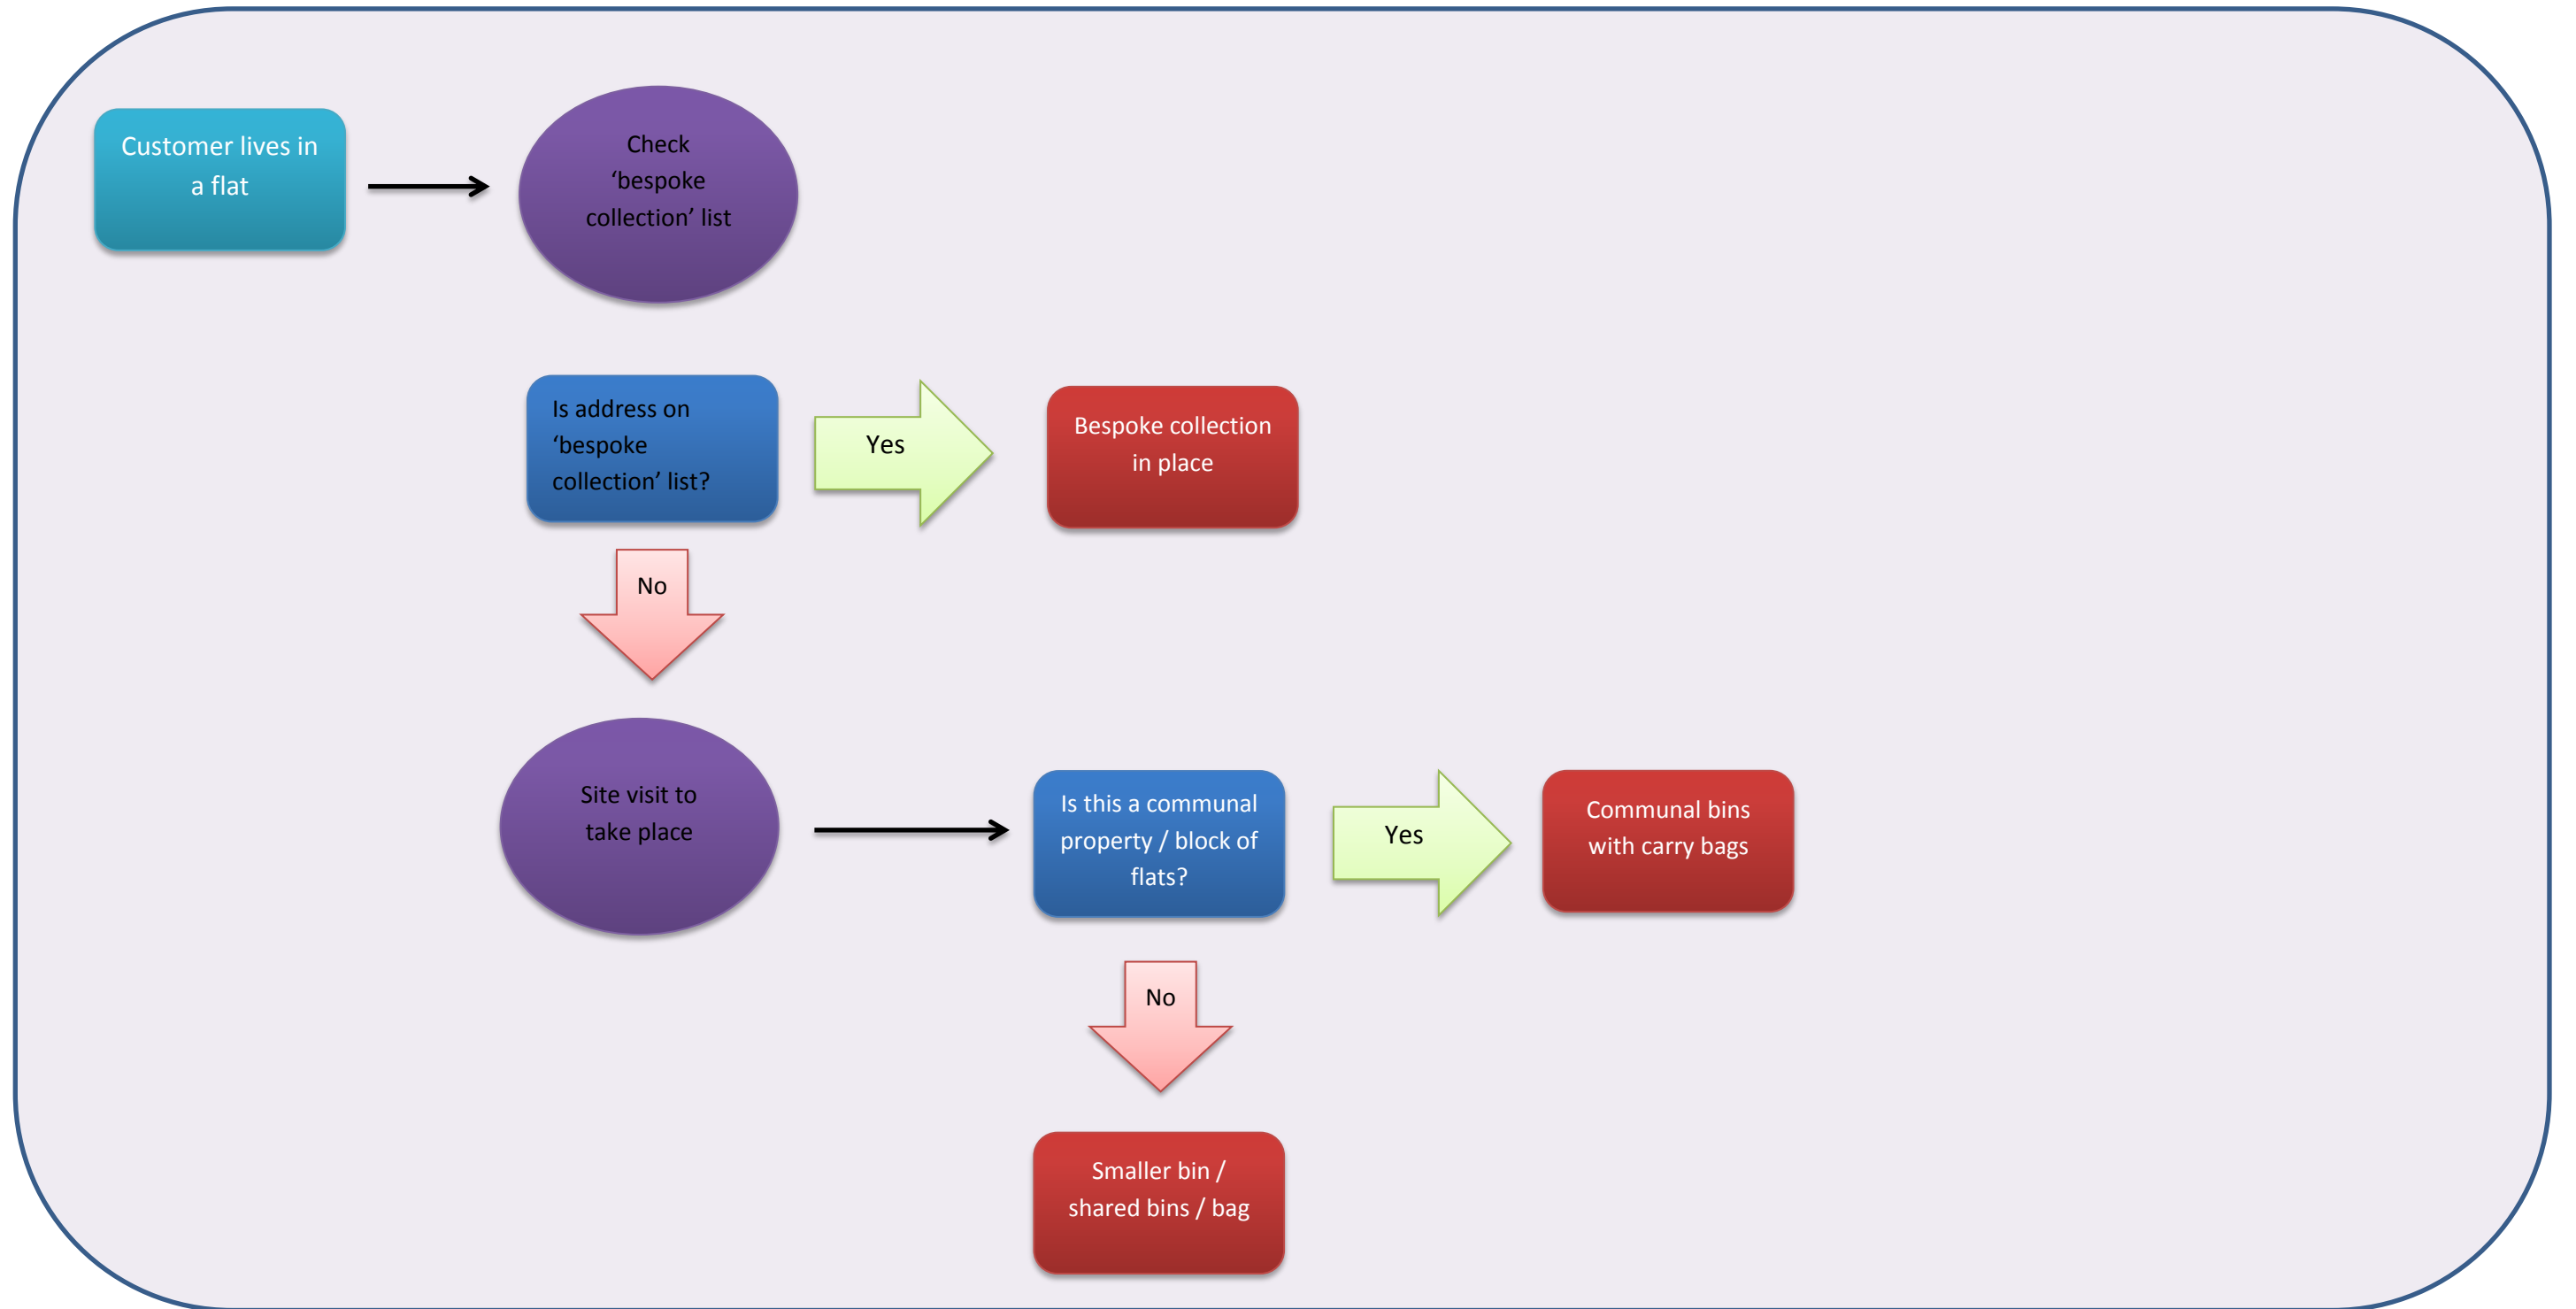 Customer lives in
a flat
Check
‘bespoke
collection’ list
Is address on
‘bespoke
collection’ list?
Yes
Bespoke collection
in place
No
Site visit to
take place
Is this a communal
property / block of
flats?
Yes
Communal bins
with carry bags
No
Smaller bin /
shared bins / bag